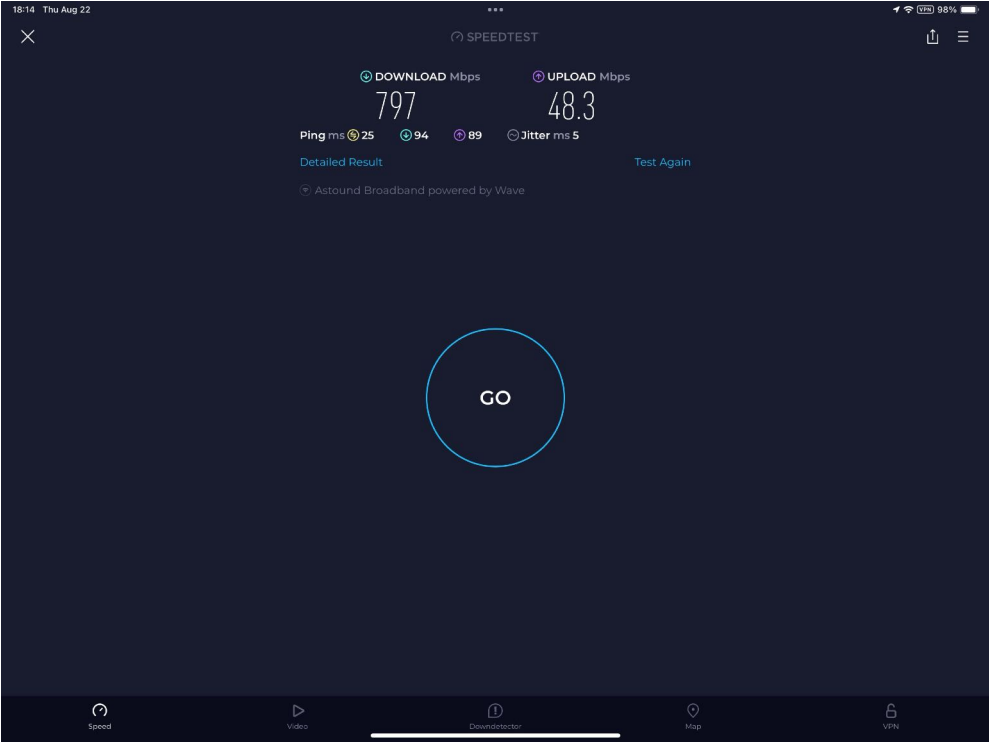 18:14 Thu Aug 22
VPN 98%
SPEEDTEST
DOWNLOAD Mbps
797
UPLOAD Mbps
48.3
Ping ms 25 94 89 Jitter ms 5
Detailed Result
Test Again
Astound Broadband powered by Wave
GO
Speed
Video
Downdetector
Map
VPN